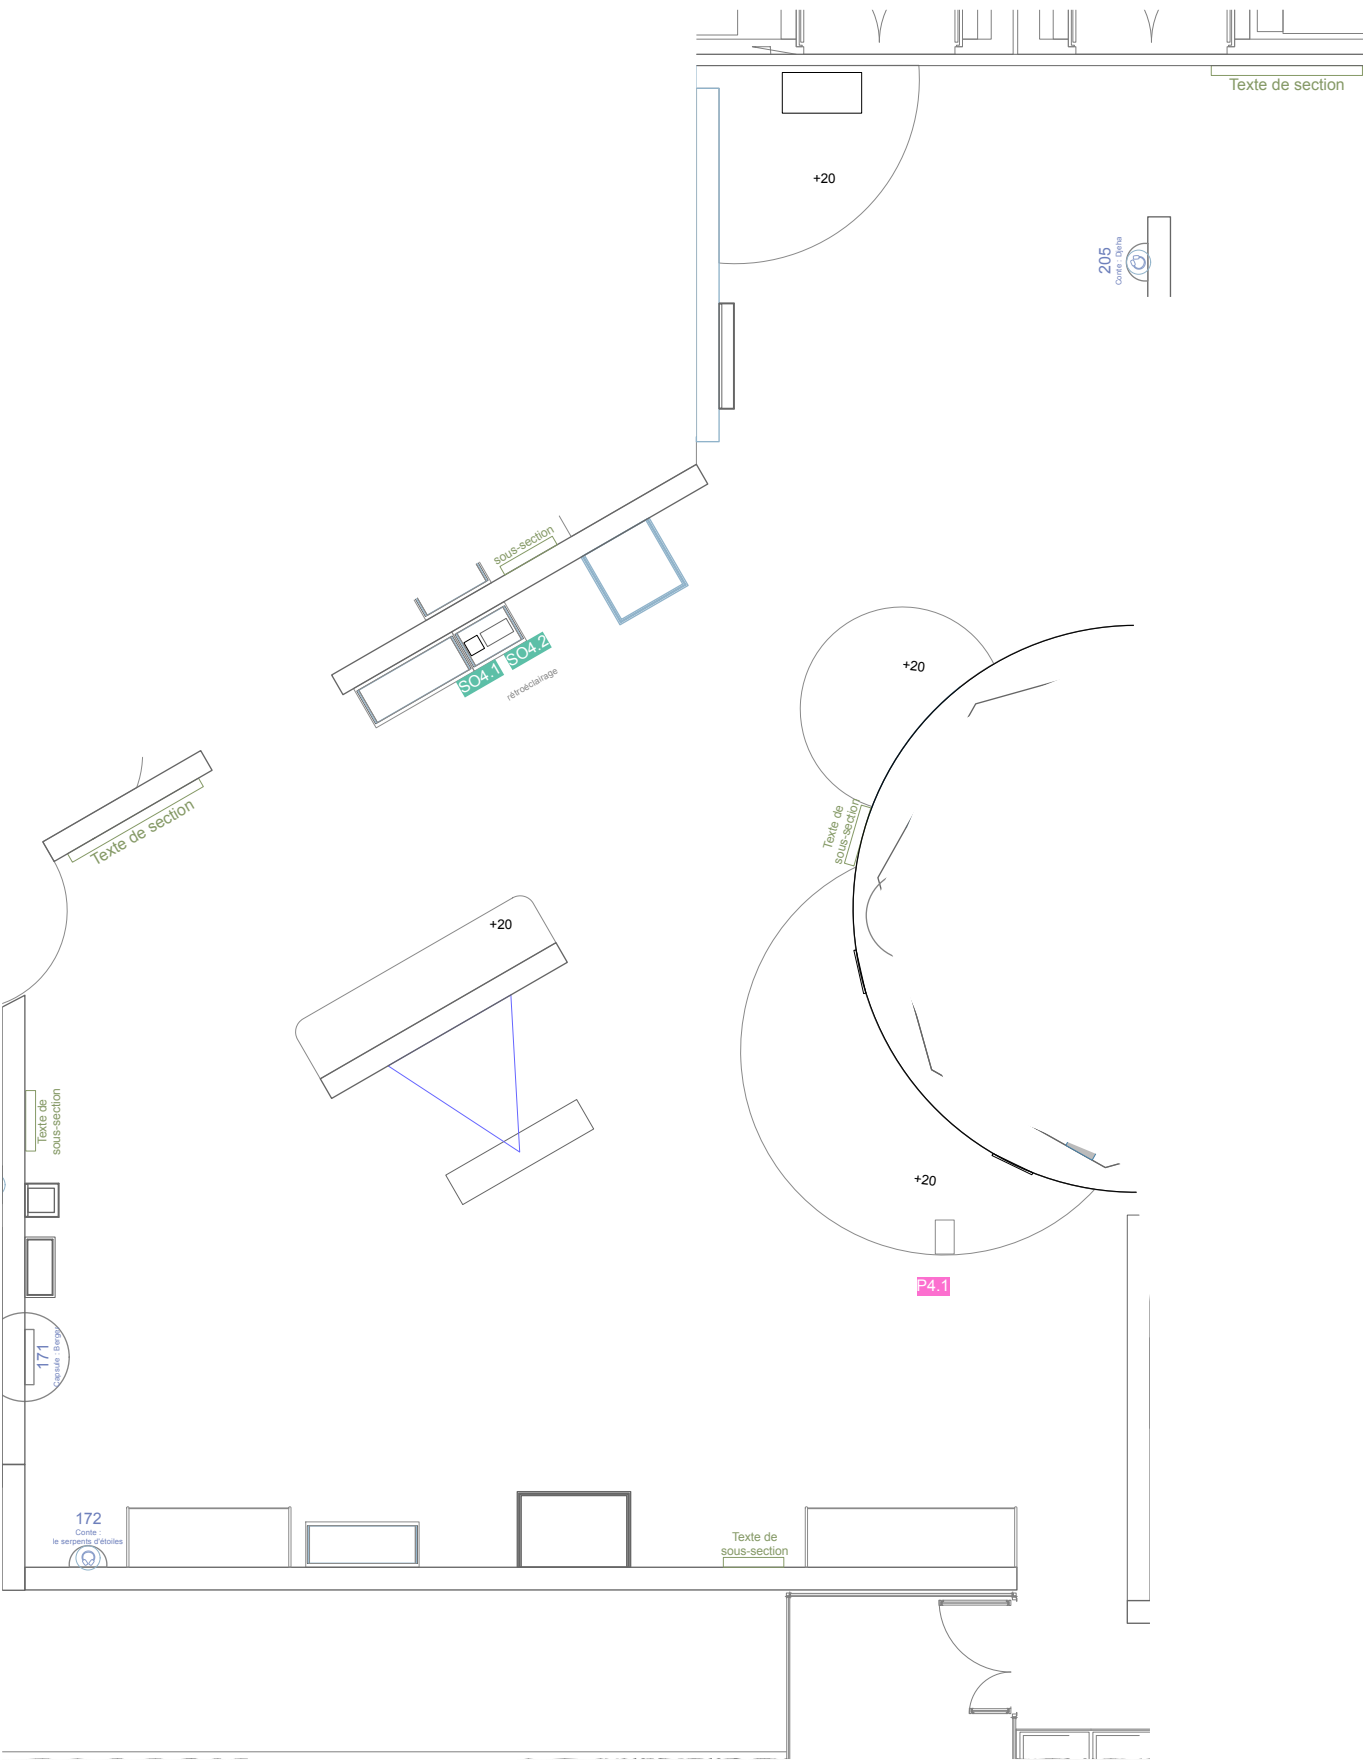 Texte de section
+20
205
Conte : Djeha
sous-section
SO4.1
SO4.2
rétroéclairage
+20
Texte de
sous-section
Texte de section
+20
Texte de
sous-section
+20
P4.1
171
Capsule : Berger
172
Conte :
le serpents d'étoiles
Texte de
sous-section